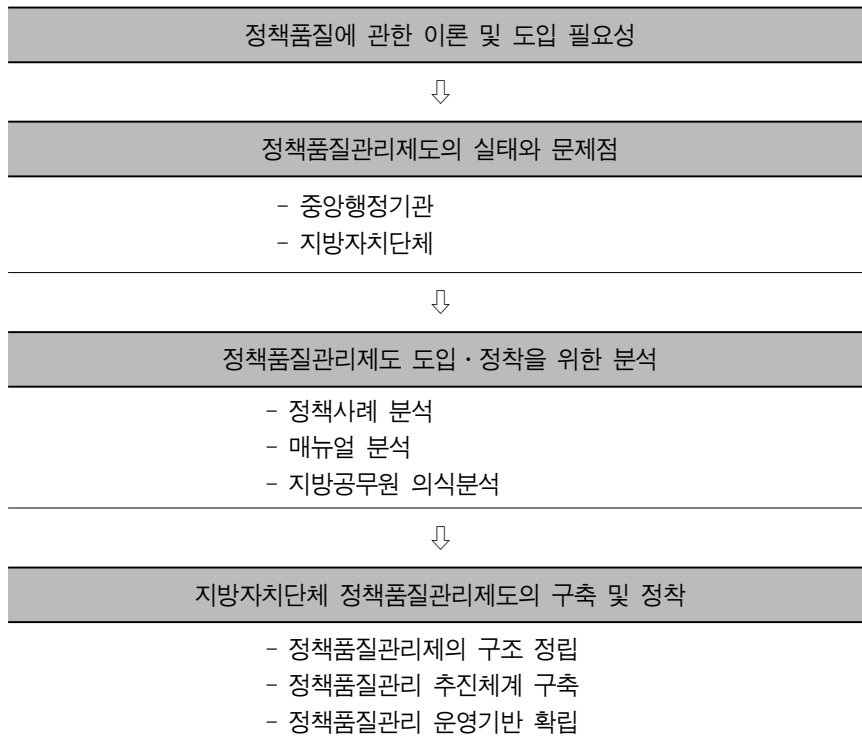 정책품질에 관한 이론 및 도입 필요성
⇩
정책품질관리제도의 실태와 문제점
- 중앙행정기관
- 지방자치단체
⇩
정책품질관리제도 도입·정착을 위한 분석
- 정책사례 분석
- 매뉴얼 분석
- 지방공무원 의식분석
⇩
지방자치단체 정책품질관리제도의 구축 및 정착
- 정책품질관리제의 구조 정립
- 정책품질관리 추진체계 구축
- 정책품질관리 운영기반 확립